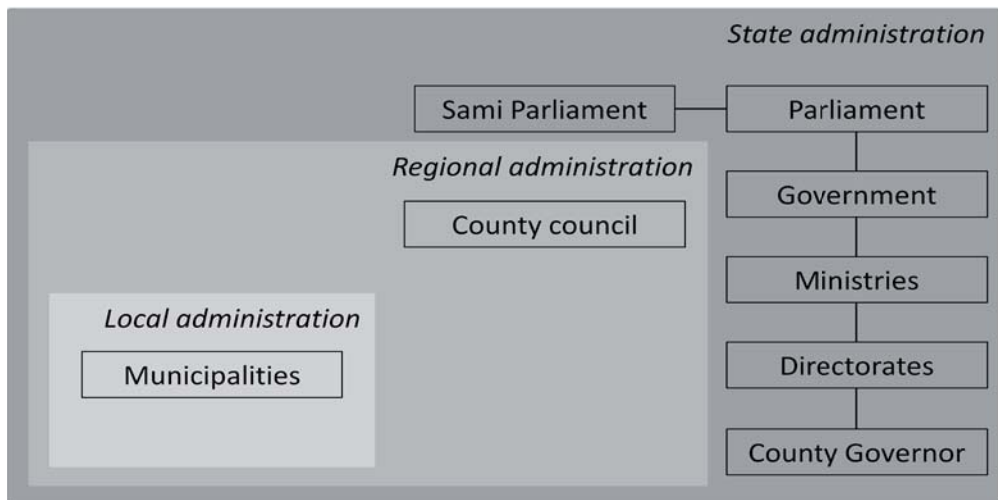 State administration
Sami Parliament
Parliament
Regional administration
Government
County council
Ministries
Local administration
Directorates
Municipalities
County Governor